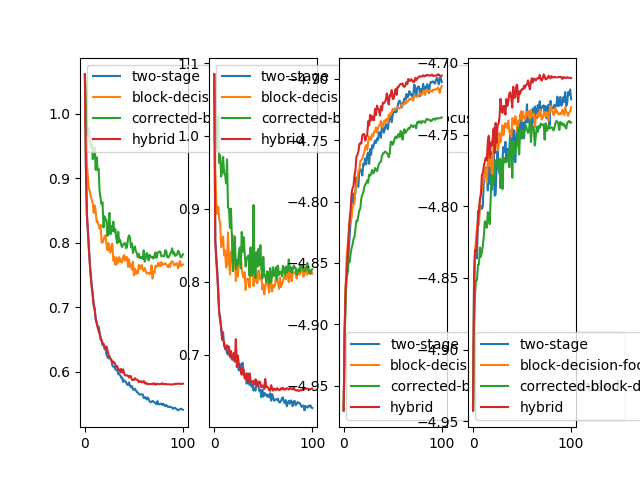 two-stage
block-decis
corrected-b
hybrid
1.0
0.9
0.8
0.7
0.6
0
100
two-stage
block-decis
corrected-b
hybrid
1.1
1.0
0.9
0.8
0.7
0
100
−4.70
−4.75
−4.80
−4.85
−4.90
−4.95
two-stage
block-decis
corrected-b
hybrid
0
100
−4.70
−4.75
−4.80
−4.85
−4.90
−4.95
two-stage
block-decision-foc
corrected-block-d
hybrid
0
100